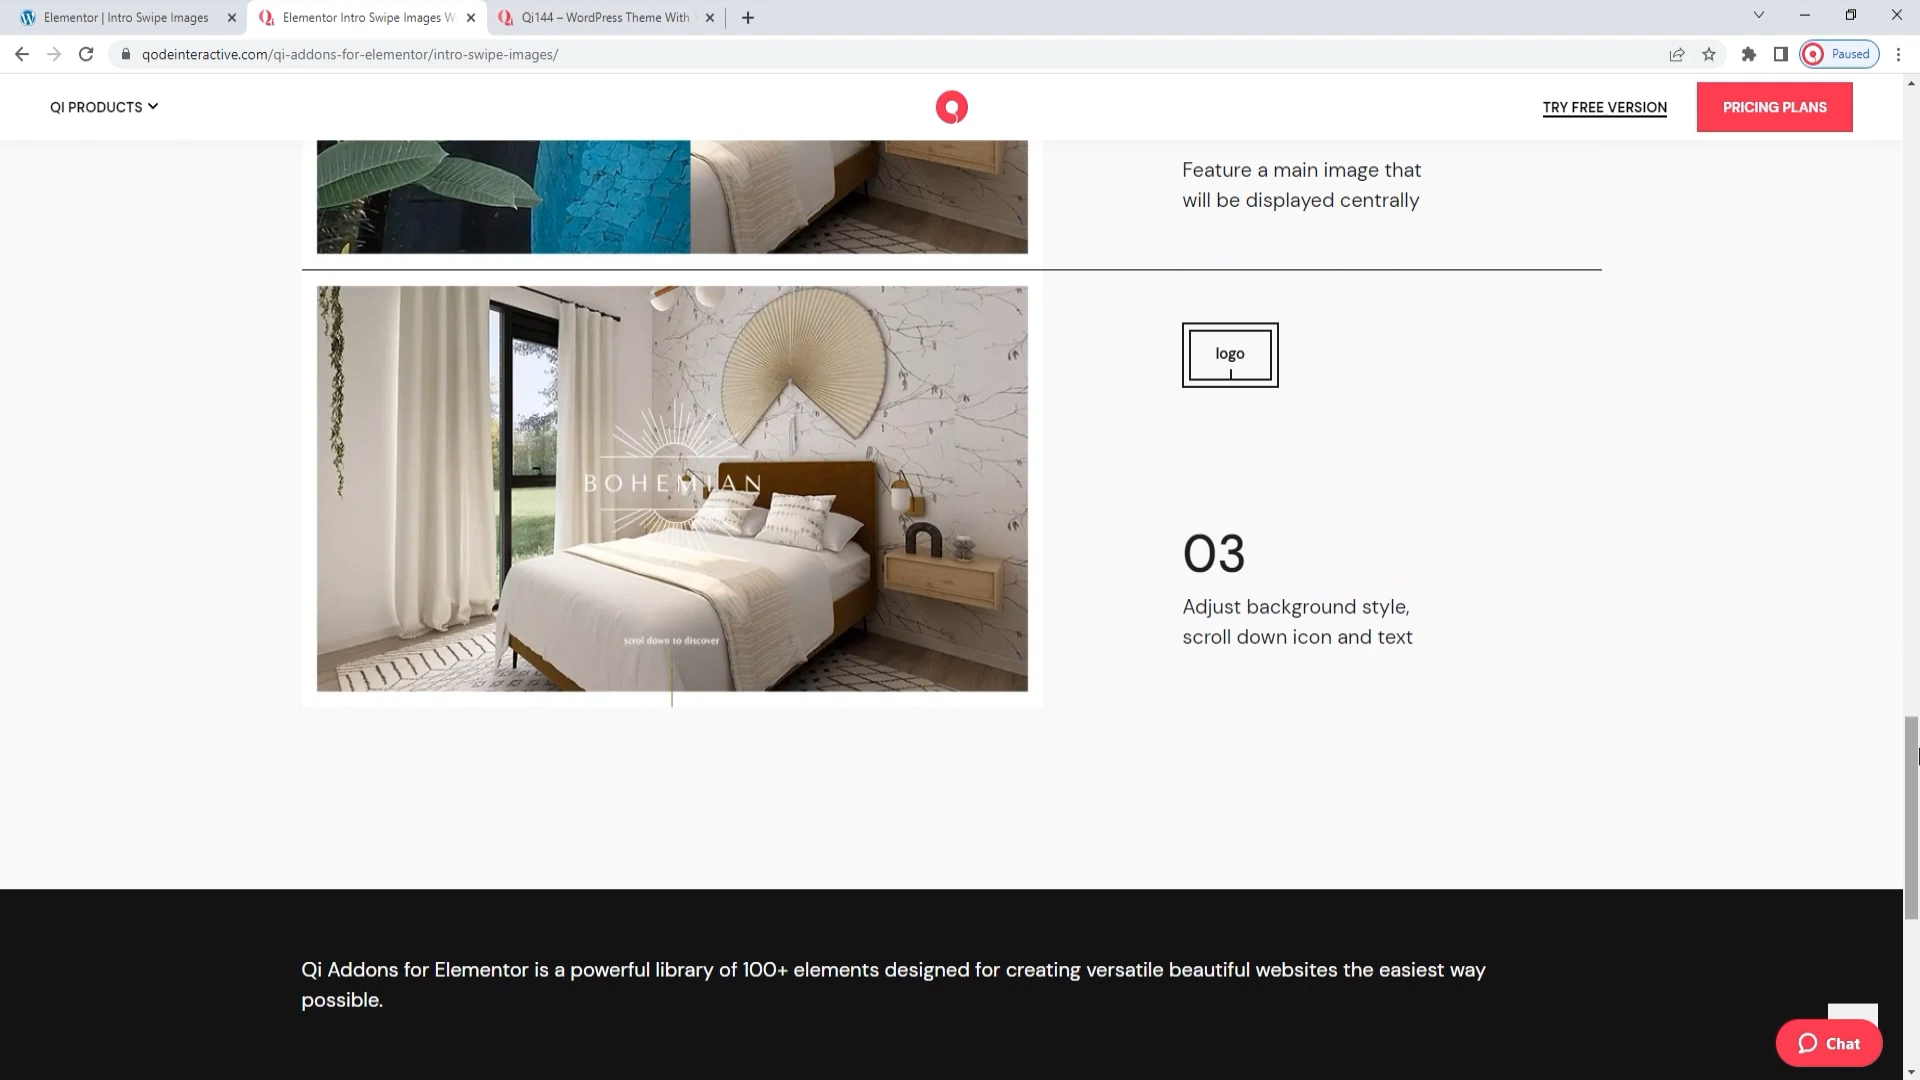 Elementor | Intro Swipe Images
Elementor Intro Swipe Images W
Qi144 – WordPress Theme With
qodeinteractive.com/qi-addons-for-elementor/intro-swipe-images/
Paused
QI PRODUCTS
TRY FREE VERSION
PRICING PLANS
Feature a main image that
will be displayed centrally
logo
BOHEMIAN
scrol down to discover
03
Adjust background style,
scroll down icon and text
Qi Addons for Elementor is a powerful library of 100+ elements designed for creating versatile beautiful websites the easiest way
possible.
Chat